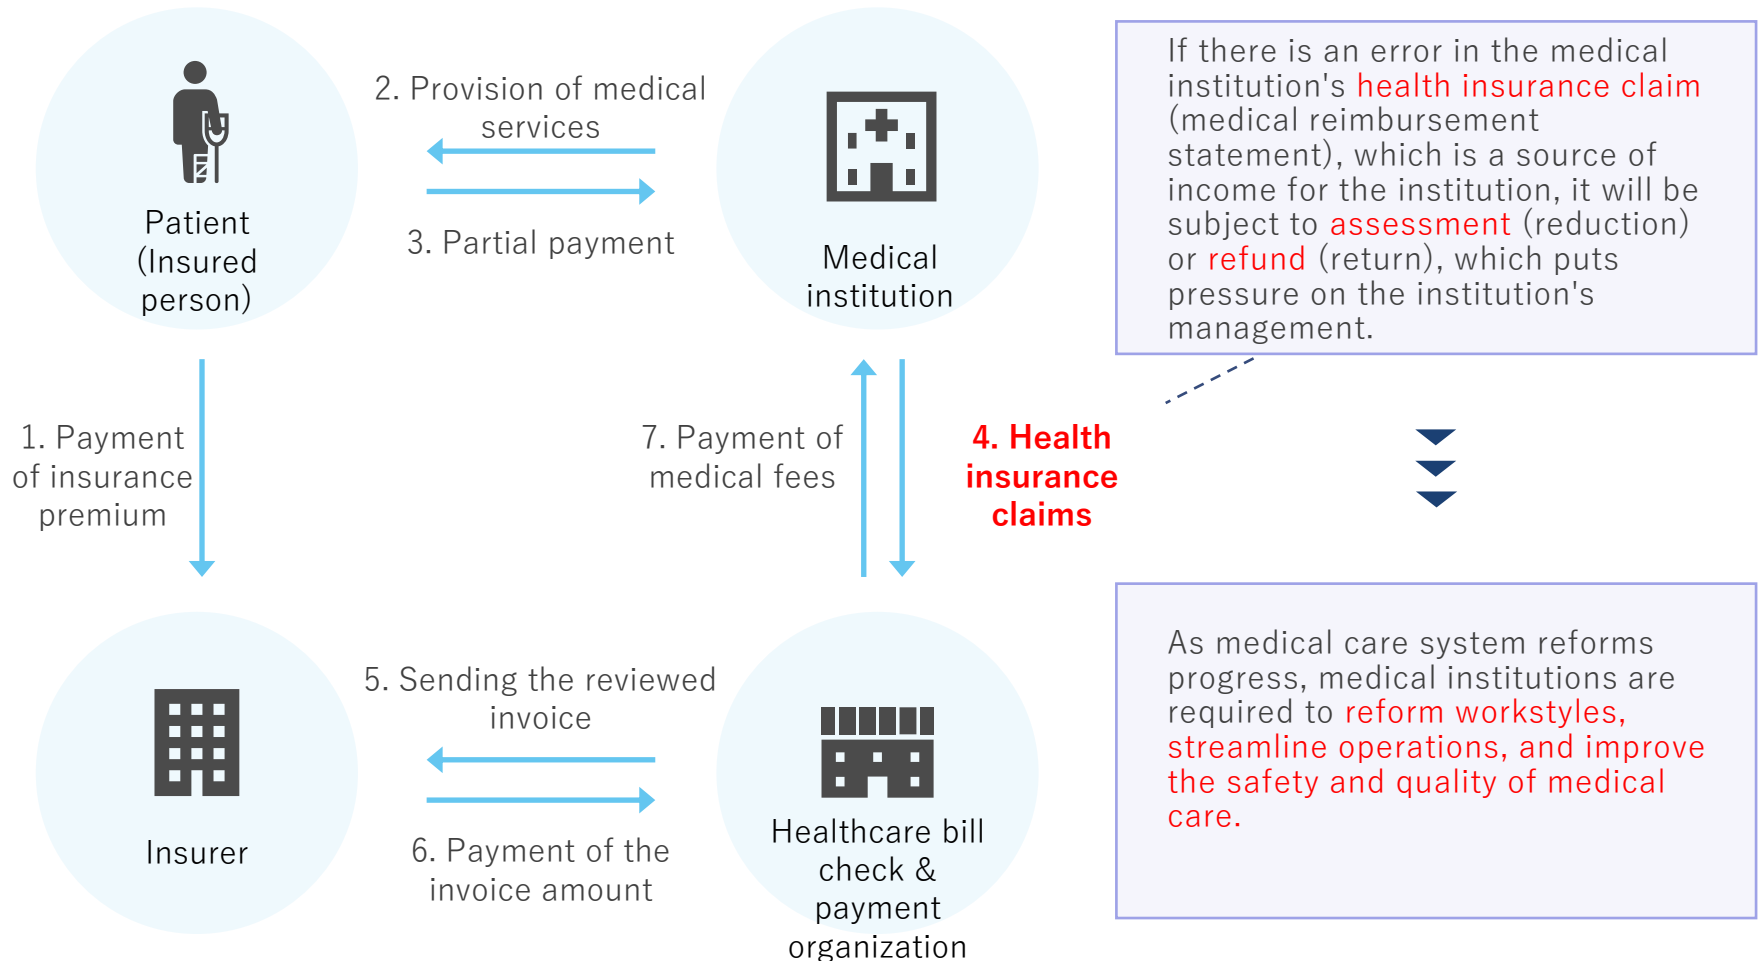 2. Provision of medical
services
3. Partial payment
Patient
(Insured
person)
Medical
institution
If there is an error in the medical
institution's health insurance claim
(medical reimbursement
statement), which is a source of
income for the institution, it will be
subject to assessment (reduction)
or refund (return), which puts
pressure on the institution's
management.
1. Payment
of insurance
premium
7. Payment of
medical fees
4. Health
insurance
claims
5. Sending the reviewed
invoice
6. Payment of the
invoice amount
Insurer
Healthcare bill
check &
payment
organization
As medical care system reforms
progress, medical institutions are
required to reform workstyles,
streamline operations, and improve
the safety and quality of medical
care.